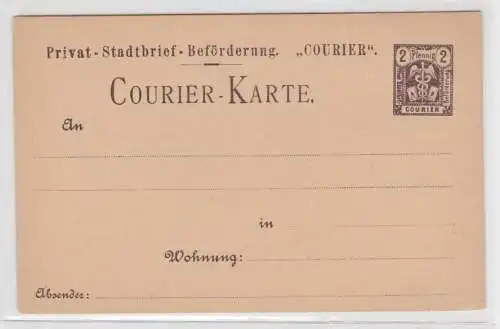 Privat-Stadtbrief-Beförderung. „COURIER“.
2 Pfennig 2
COURIER
COURIER-KARTE.
An
in
Wohnung:
Absender: